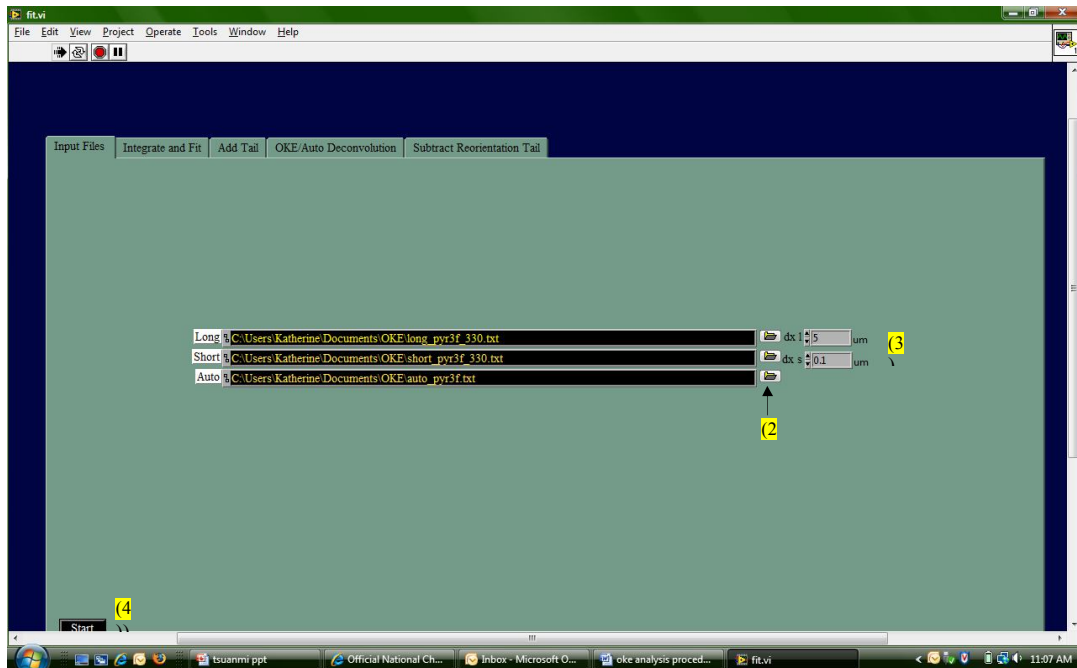 fit.vi
File Edit View Project Operate Tools Window Help
Input Files Integrate and Fit Add Tail OKE/Auto Deconvolution Subtract Reorientation Tail
Long C:\Users\Katherine\Documents\OKE\long_pyr3f_330.txt dx l 5 um (3
Short C:\Users\Katherine\Documents\OKE\short_pyr3f_330.txt dx s 0.1 um )
Auto C:\Users\Katherine\Documents\OKE\auto_pyr3f.txt
(2
(4
Start ))
tsuanmi ppt Official National Ch... Inbox - Microsoft O... oke analysis proced... fit.vi 11:07 AM